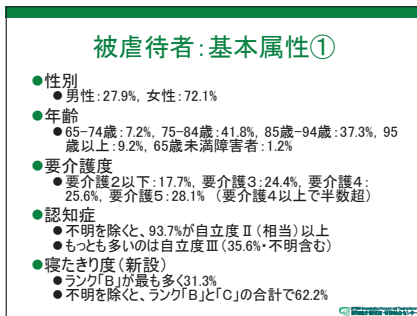 被虐待者：基本属性①
●性別
●男性：27.9%, 女性：72.1%
●年齢
●65-74歳：7.2%, 75-84歳：41.8%, 85歳-94歳：37.3%, 95
歳以上：9.2%, 65歳未満障害者：1.2%
●要介護度
●要介護２以下：17.7%, 要介護３：24.4%, 要介護４：
25.6%, 要介護５：28.1% （要介護４以上で半数超）
●認知症
●不明を除くと、93.7%が自立度Ⅱ（相当）以上
●もっとも多いのは自立度Ⅲ（35.6%・不明含む）
●寝たきり度（新設）
●ランク「B」が最も多く31.3%
●不明を除くと、ランク「B」と「C」の合計で62.2%